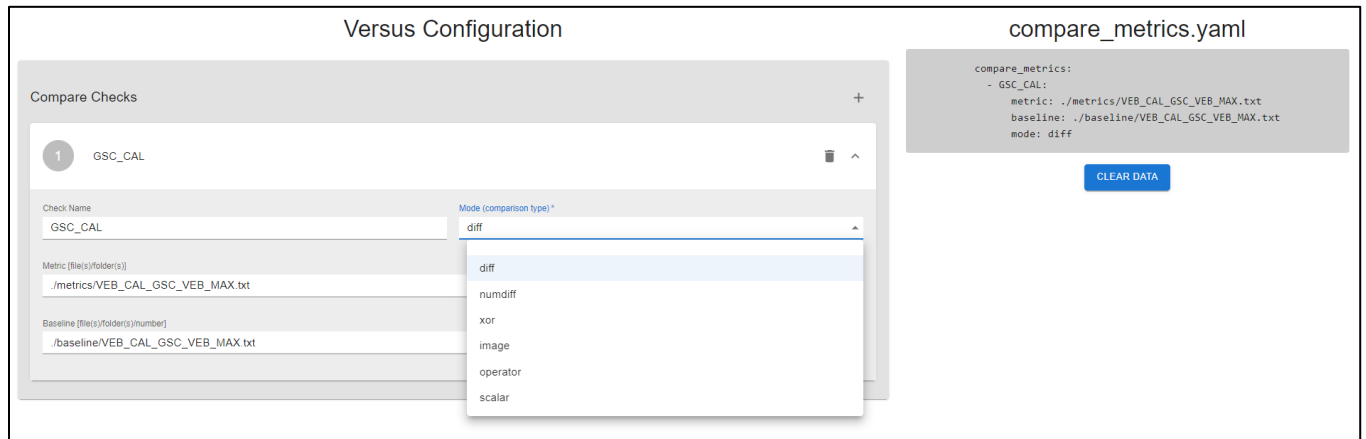 Versus Configuration
Compare Checks
+
1
GSC_CAL
Check Name
GSC_CAL
Mode (comparison type) *
diff
diff
numdiff
xor
image
operator
scalar
Metric [file(s)/folder(s)]
./metrics/VEB_CAL_GSC_VEB_MAX.txt
Baseline [file(s)/folder(s)/number]
./baseline/VEB_CAL_GSC_VEB_MAX.txt
compare_metrics.yaml
compare_metrics:
- GSC_CAL:
metric: ./metrics/VEB_CAL_GSC_VEB_MAX.txt
baseline: ./baseline/VEB_CAL_GSC_VEB_MAX.txt
mode: diff
CLEAR DATA